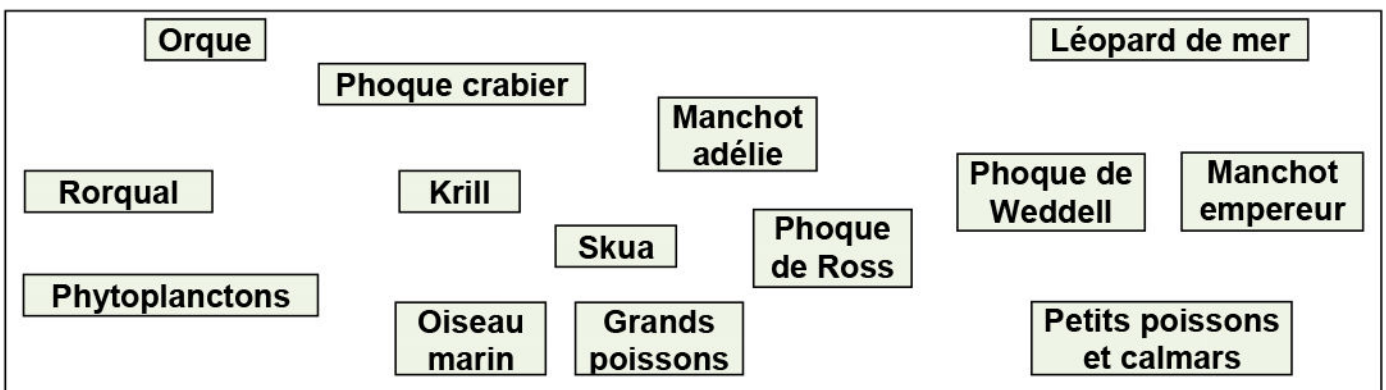 Orque
Léopard de mer
Phoque crabier
Manchot
adélie
Rorqual
Krill
Phoque de
Weddell
Manchot
empereur
Skua
Phoque
de Ross
Phytoplanctons
Oiseau
marin
Grands
poissons
Petits poissons
et calmars